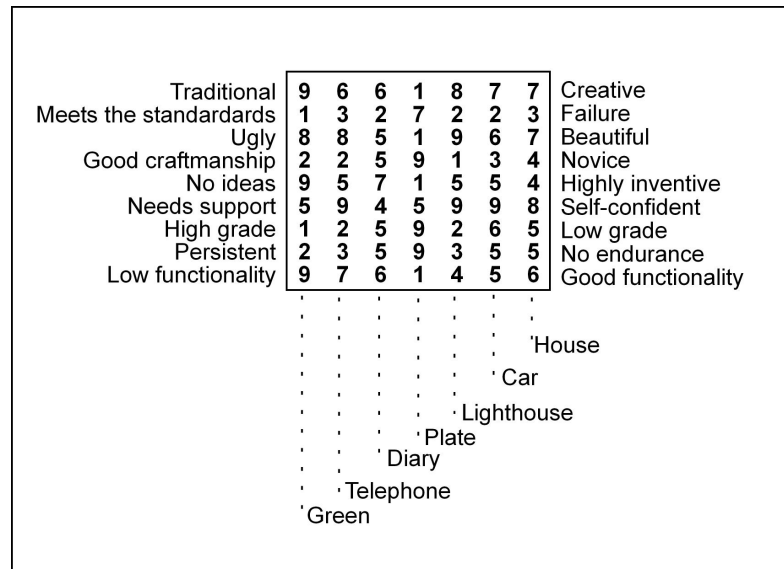 Traditional 9 6 6 1 8 7 7 Creative
Meets the standardards 1 3 2 7 2 2 3 Failure
Ugly 8 8 5 1 9 6 7 Beautiful
Good craftmanship 2 2 5 9 1 3 4 Novice
No ideas 9 5 7 1 5 5 4 Highly inventive
Needs support 5 9 4 5 9 9 8 Self-confident
High grade 1 2 5 9 2 6 5 Low grade
Persistent 2 3 5 9 3 5 5 No endurance
Low functionality 9 7 6 1 4 5 6 Good functionality
House
Car
Lighthouse
Plate
Diary
Telephone
Green